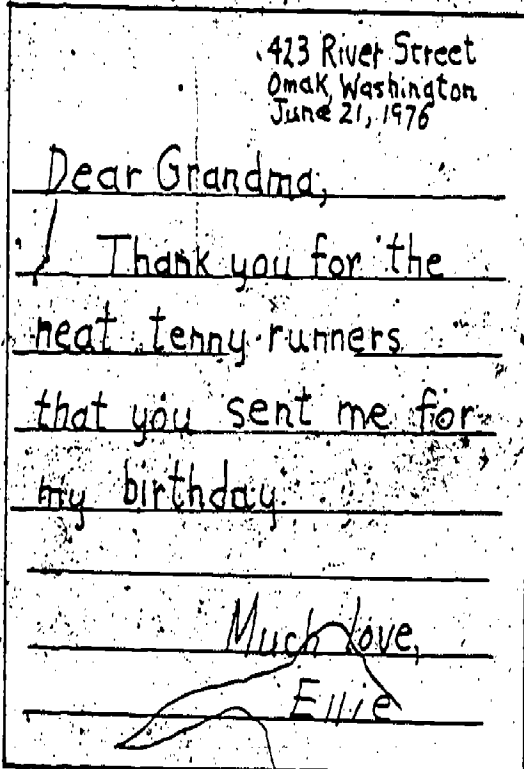 423 River Street
Omak, Washington
June 21, 1976
Dear Grandma,
Thank you for the
neat tenny runners
that you sent me for
my birthday.
Much love,
Ellie